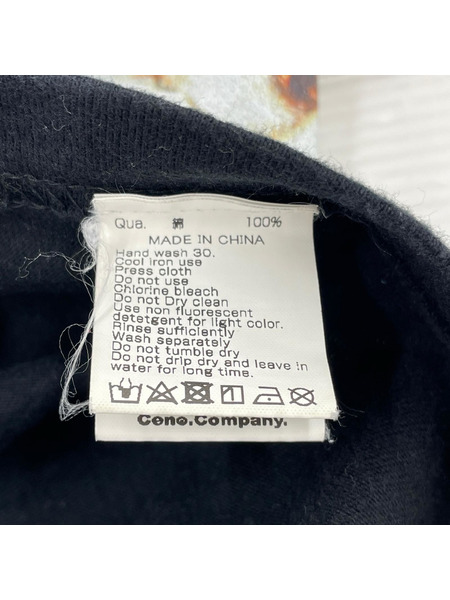 Qua. 綿 100%
MADE IN CHINA
Hand wash 30.
Cool iron use
Press cloth
Do not use
Chlorine bleach
Do not Dry clean
Use non fluorescent
detetgent for light color.
Rinse sufficiently
Wash separately
Do not tumble dry
Do not drip dry and leave in
water for long time.
Ceno.Company.